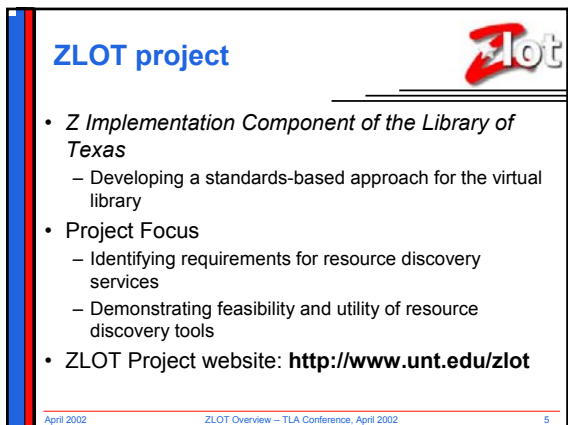 ZLOT project
Zlot
• Z Implementation Component of the Library of
Texas
– Developing a standards-based approach for the virtual
library
• Project Focus
– Identifying requirements for resource discovery
services
– Demonstrating feasibility and utility of resource
discovery tools
• ZLOT Project website: http://www.unt.edu/zlot
April 2002 ZLOT Overview – TLA Conference, April 2002 5